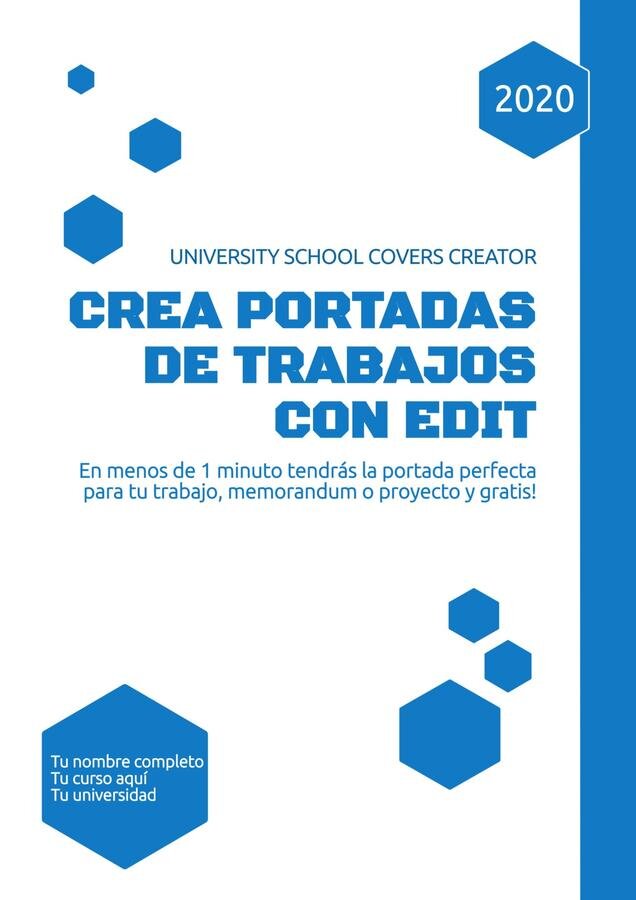 2020
UNIVERSITY SCHOOL COVERS CREATOR
CREA PORTADAS
DE TRABAJOS
CON EDIT
En menos de 1 minuto tendrás la portada perfecta
para tu trabajo, memorandum o proyecto y gratis!
Tu nombre completo
Tu curso aquí
Tu universidad